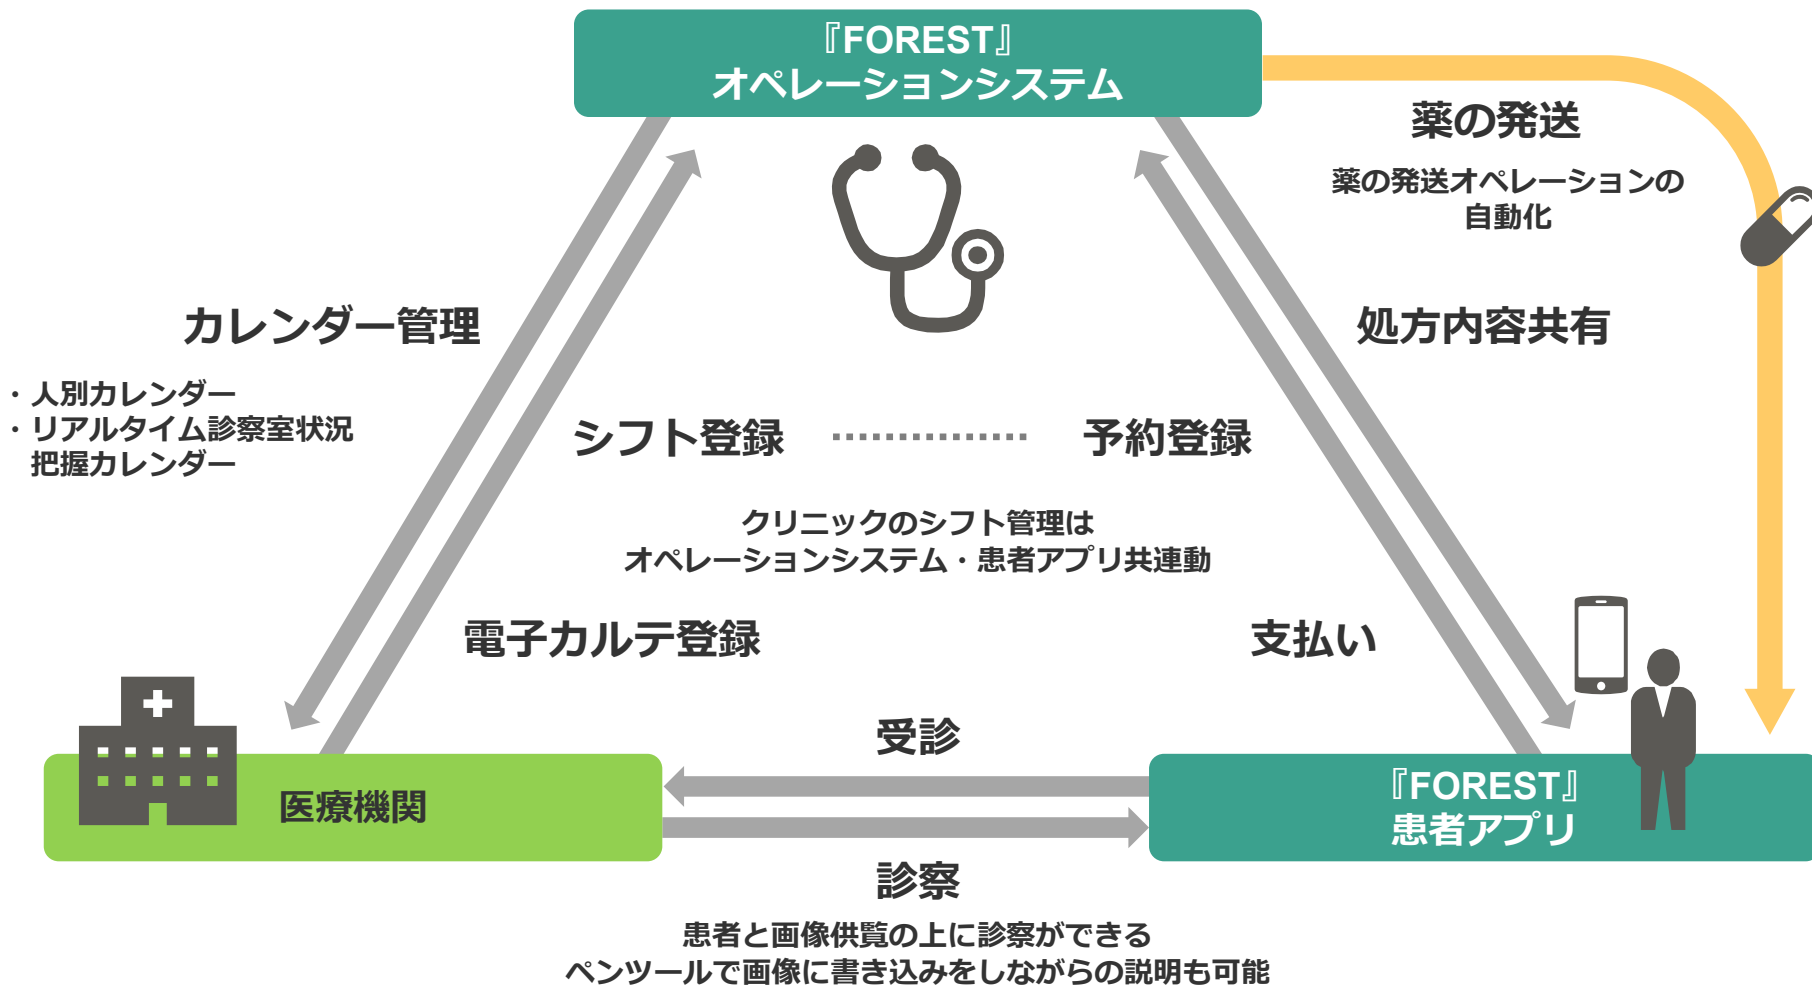 『FOREST』
オペレーションシステム
薬の発送
薬の発送オペレーションの
自動化
カレンダー管理
・人別カレンダー
・リアルタイム診察室状況
把握カレンダー
処方内容共有
シフト登録
予約登録
クリニックのシフト管理は
オペレーションシステム・患者アプリ共連動
電子カルテ登録
支払い
受診
医療機関
『FOREST』
患者アプリ
診察
患者と画像供覧の上に診察ができる
ペンツールで画像に書き込みをしながらの説明も可能